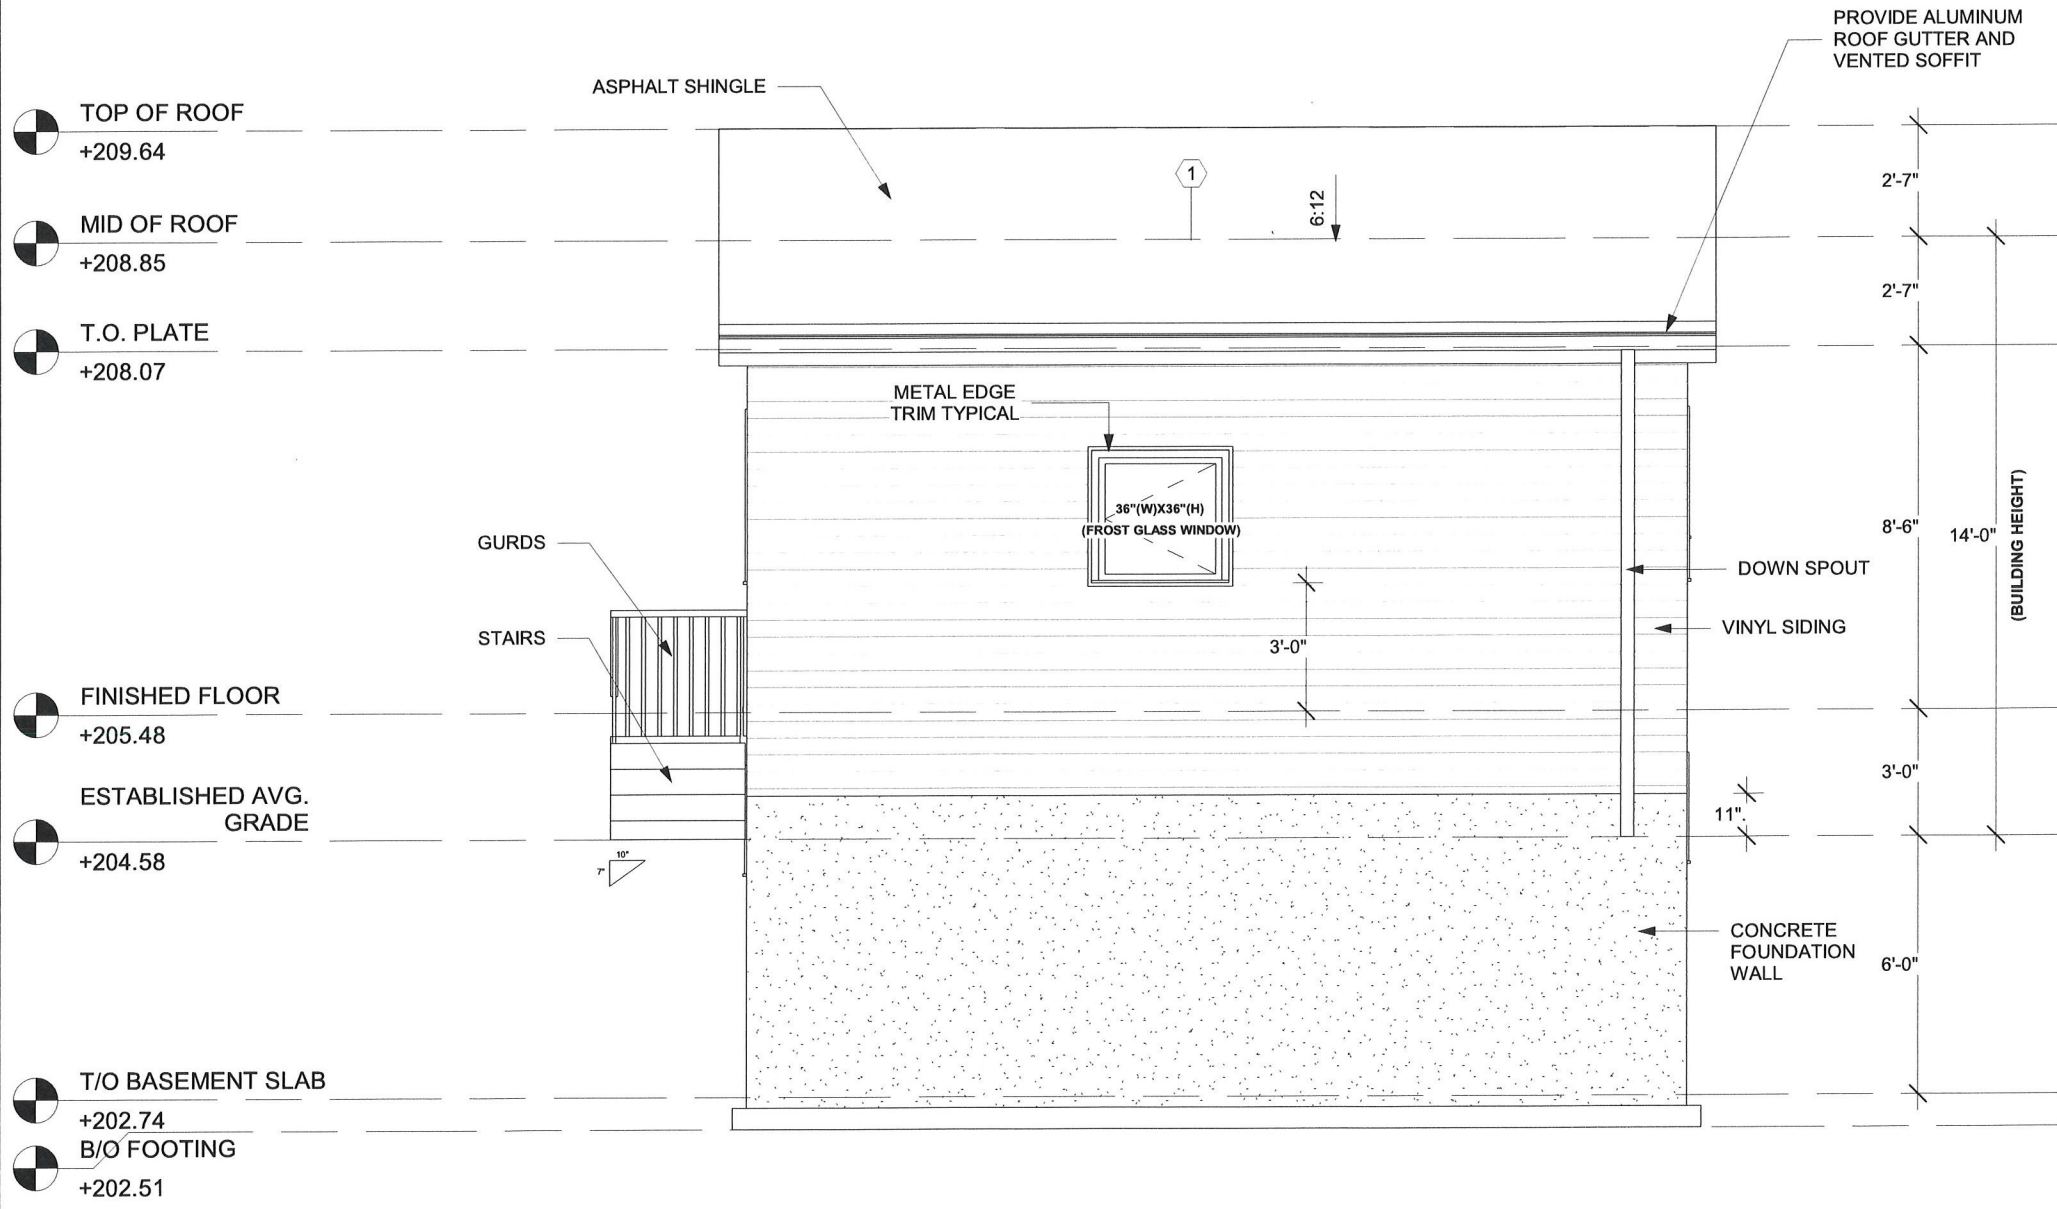 PROVIDE ALUMINUM
ROOF GUTTER AND
VENTED SOFFIT
ASPHALT SHINGLE
TOP OF ROOF
+209.64
1
6:12
2'-7"
MID OF ROOF
+208.85
2'-7"
T.O. PLATE
+208.07
METAL EDGE
TRIM TYPICAL
36"(W)X36"(H)
(FROST GLASS WINDOW)
8'-6"
14'-0"
(BUILDING HEIGHT)
GURDS
DOWN SPOUT
STAIRS
VINYL SIDING
3'-0"
FINISHED FLOOR
+205.48
3'-0"
ESTABLISHED AVG.
GRADE
+204.58
11"
10"
7"
CONCRETE
FOUNDATION
WALL
6'-0"
T/O BASEMENT SLAB
+202.74
B/O FOOTING
+202.51